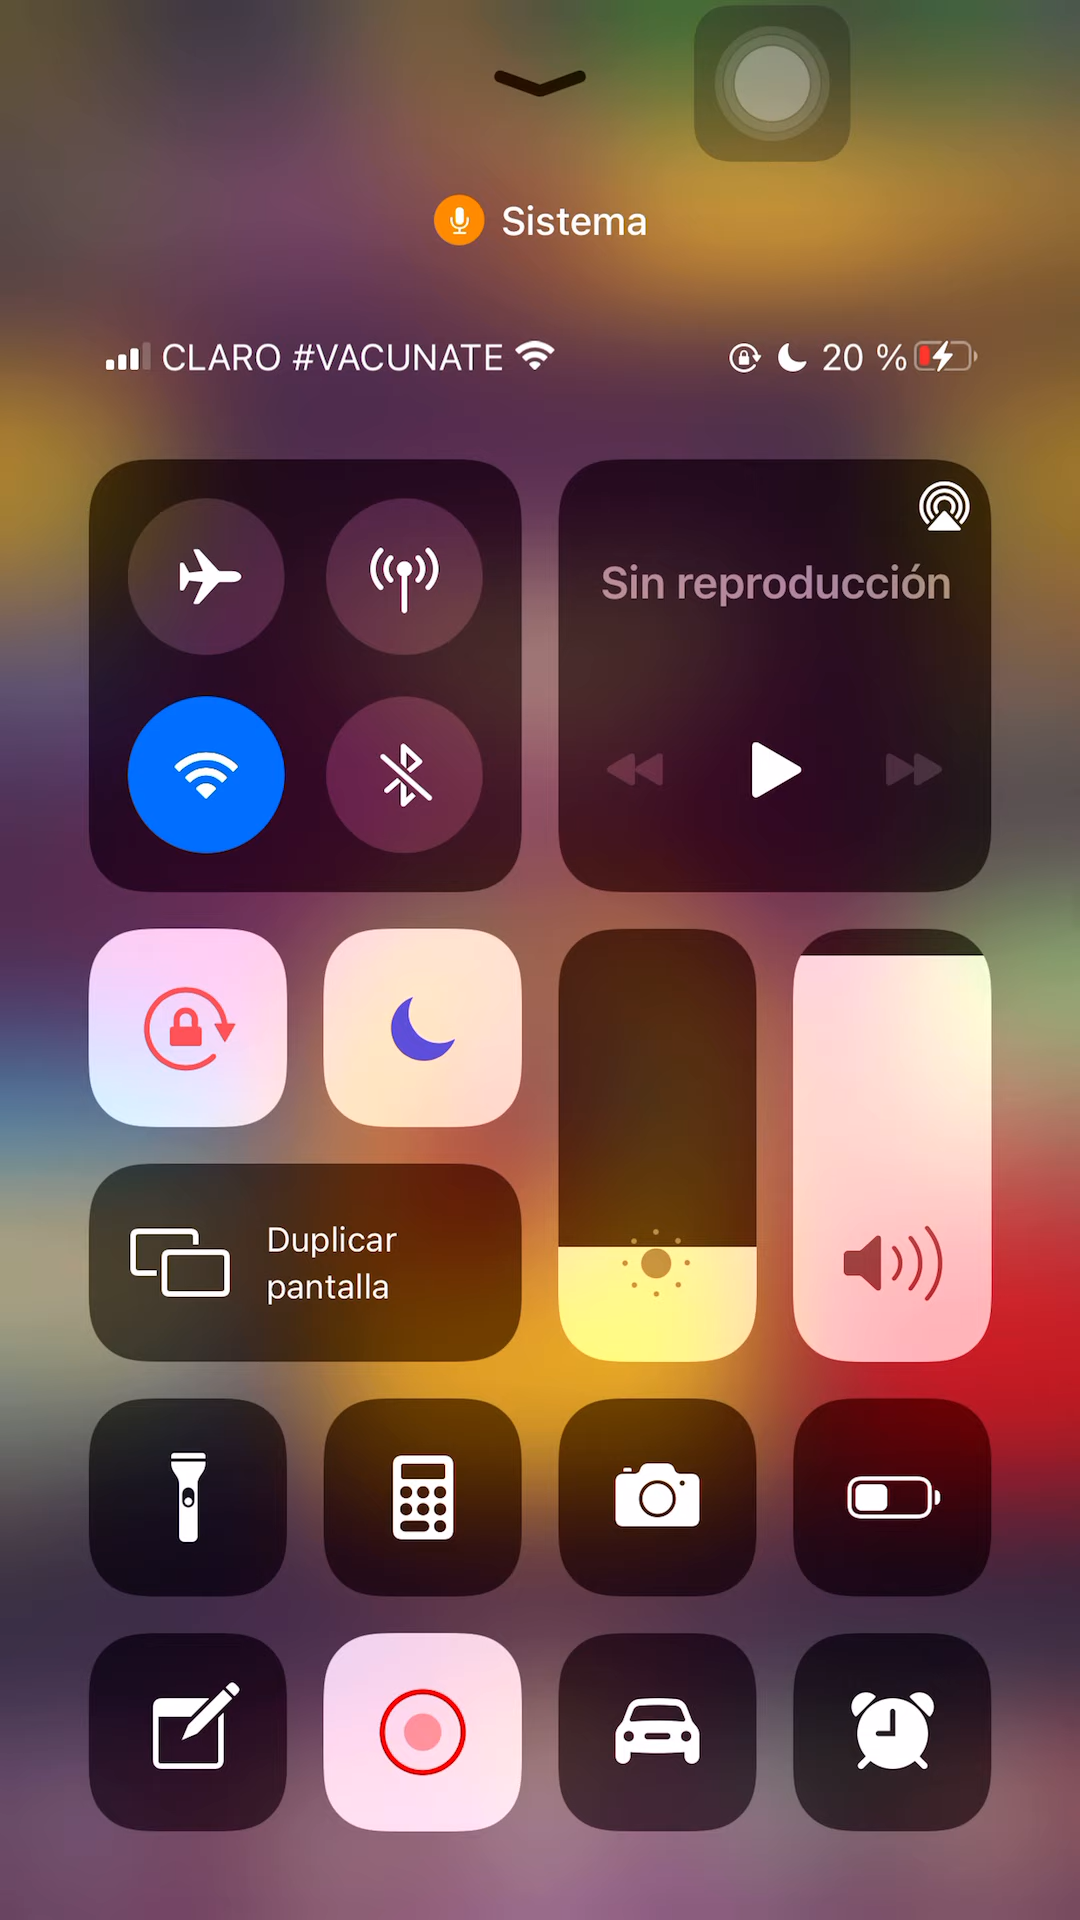 Sistema
CLARO #VACUNATE 20 %
Sin reproducción
Duplicar
pantalla